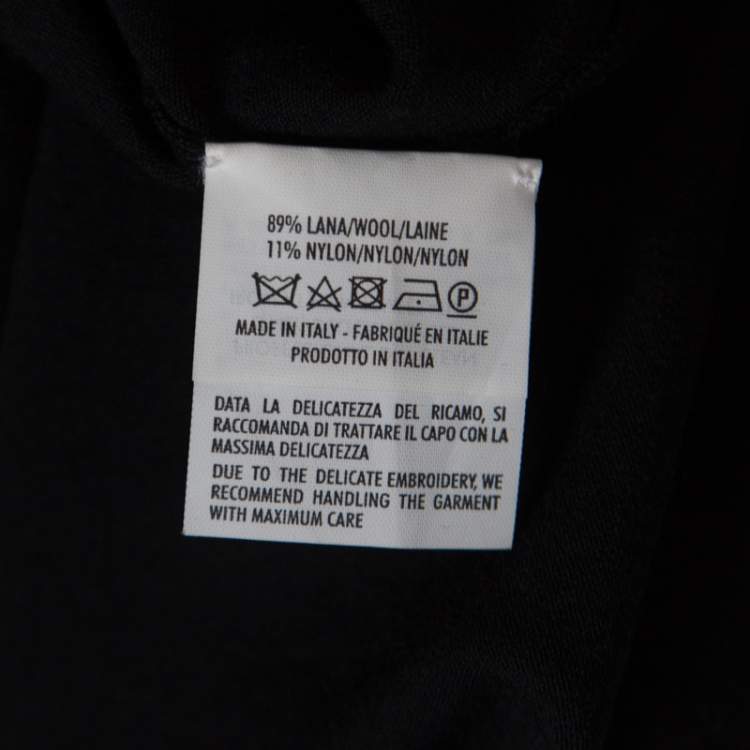 89% LANA/WOOL/LAINE
11% NYLON/NYLON/NYLON
P
MADE IN ITALY - FABRIQUÉ EN ITALIE
PRODOTTO IN ITALIA
DATA LA DELICATEZZA DEL RICAMO, SI
RACCOMANDA DI TRATTARE IL CAPO CON LA
MASSIMA DELICATEZZA
DUE TO THE DELICATE EMBROIDERY, WE
RECOMMEND HANDLING THE GARMENT
WITH MAXIMUM CARE